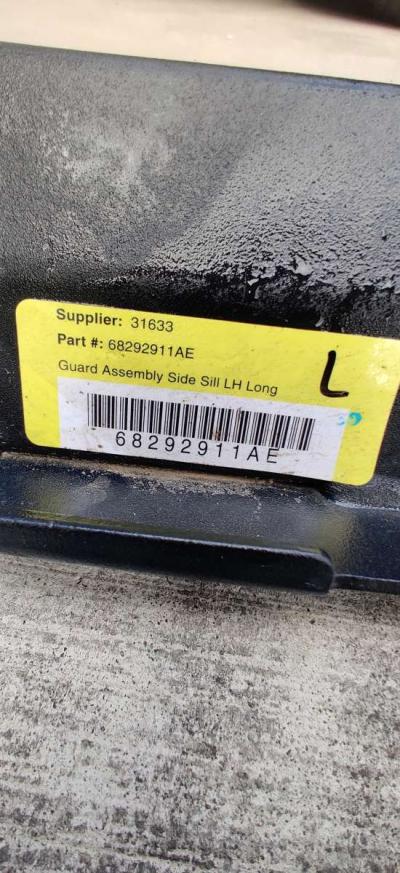 Supplier: 31633
Part #: 68292911AE
Guard Assembly Side Sill LH Long
L
68292911AE